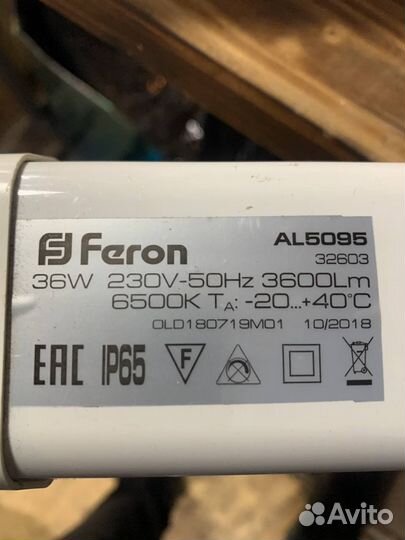 Feron
AL5095
32603
36W 230V-50Hz 3600Lm
6500K TA: -20...+40°C
OLD180719M01 10/2018
EAC IP65 F
Avito